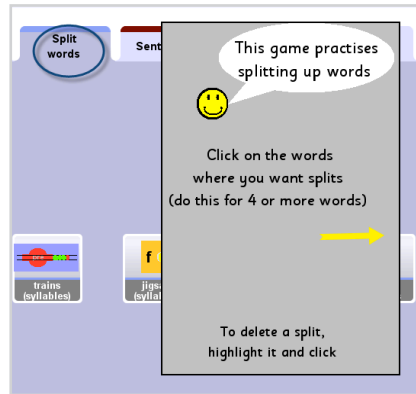 Split
words
Sent
This game practises
splitting up words
Click on the words
where you want splits
(do this for 4 or more words)
f
trains
(syllables)
jigsa
(syllal
To delete a split,
highlight it and click